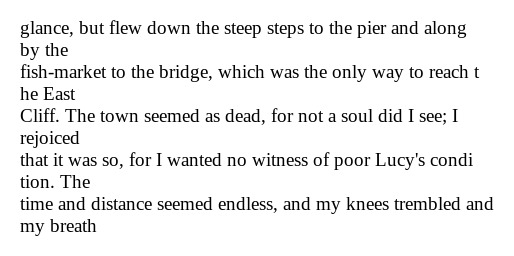 glance, but flew down the steep steps to the pier and along
by the
fish-market to the bridge, which was the only way to reach t
he East
Cliff. The town seemed as dead, for not a soul did I see; I
rejoiced
that it was so, for I wanted no witness of poor Lucy's condi
tion. The
time and distance seemed endless, and my knees trembled and
my breath